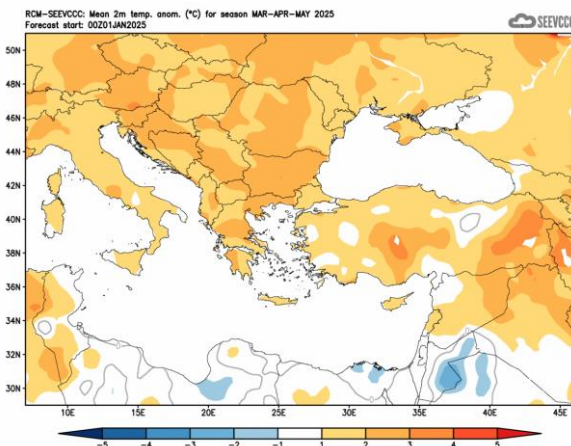 RCM-SEEVCCC: Mean 2m temp. anom. (°C) for season MAR-APR-MAY 2025
Forecast start: 00Z01JAN2025
SEEVCCC
50N
48N
46N
44N
42N
40N
38N
36N
34N
32N
30N
10E 15E 20E 25E 30E 35E 40E 45E
-5 -4 -3 -2 -1 1 2 3 4 5